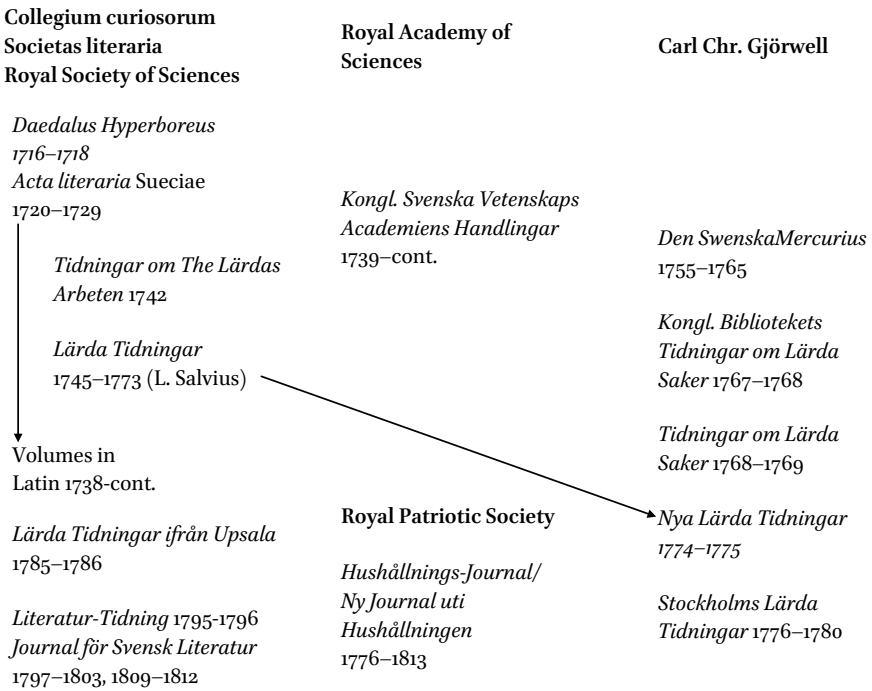 Collegium curiosorum
Societas literaria
Royal Society of Sciences
Daedalus Hyperboreus
1716–1718
Acta literaria Sueciae
1720–1729
Tidningar om The Lärdas
Arbeten 1742
Lärda Tidningar
1745–1773 (L. Salvius)
Volumes in
Latin 1738-cont.
Lärda Tidningar ifrån Upsala
1785–1786
Literatur-Tidning 1795-1796
Journal för Svensk Literatur
1797–1803, 1809–1812
Royal Academy of
Sciences
Kongl. Svenska Vetenskaps
Academiens Handlingar
1739–cont.
Royal Patriotic Society
Hushållnings-Journal/
Ny Journal uti
Hushållningen
1776–1813
Carl Chr. Gjörwell
Den SwenskaMercurius
1755–1765
Kongl. Bibliotekets
Tidningar om Lärda
Saker 1767–1768
Tidningar om Lärda
Saker 1768–1769
Nya Lärda Tidningar
1774–1775
Stockholms Lärda
Tidningar 1776–1780